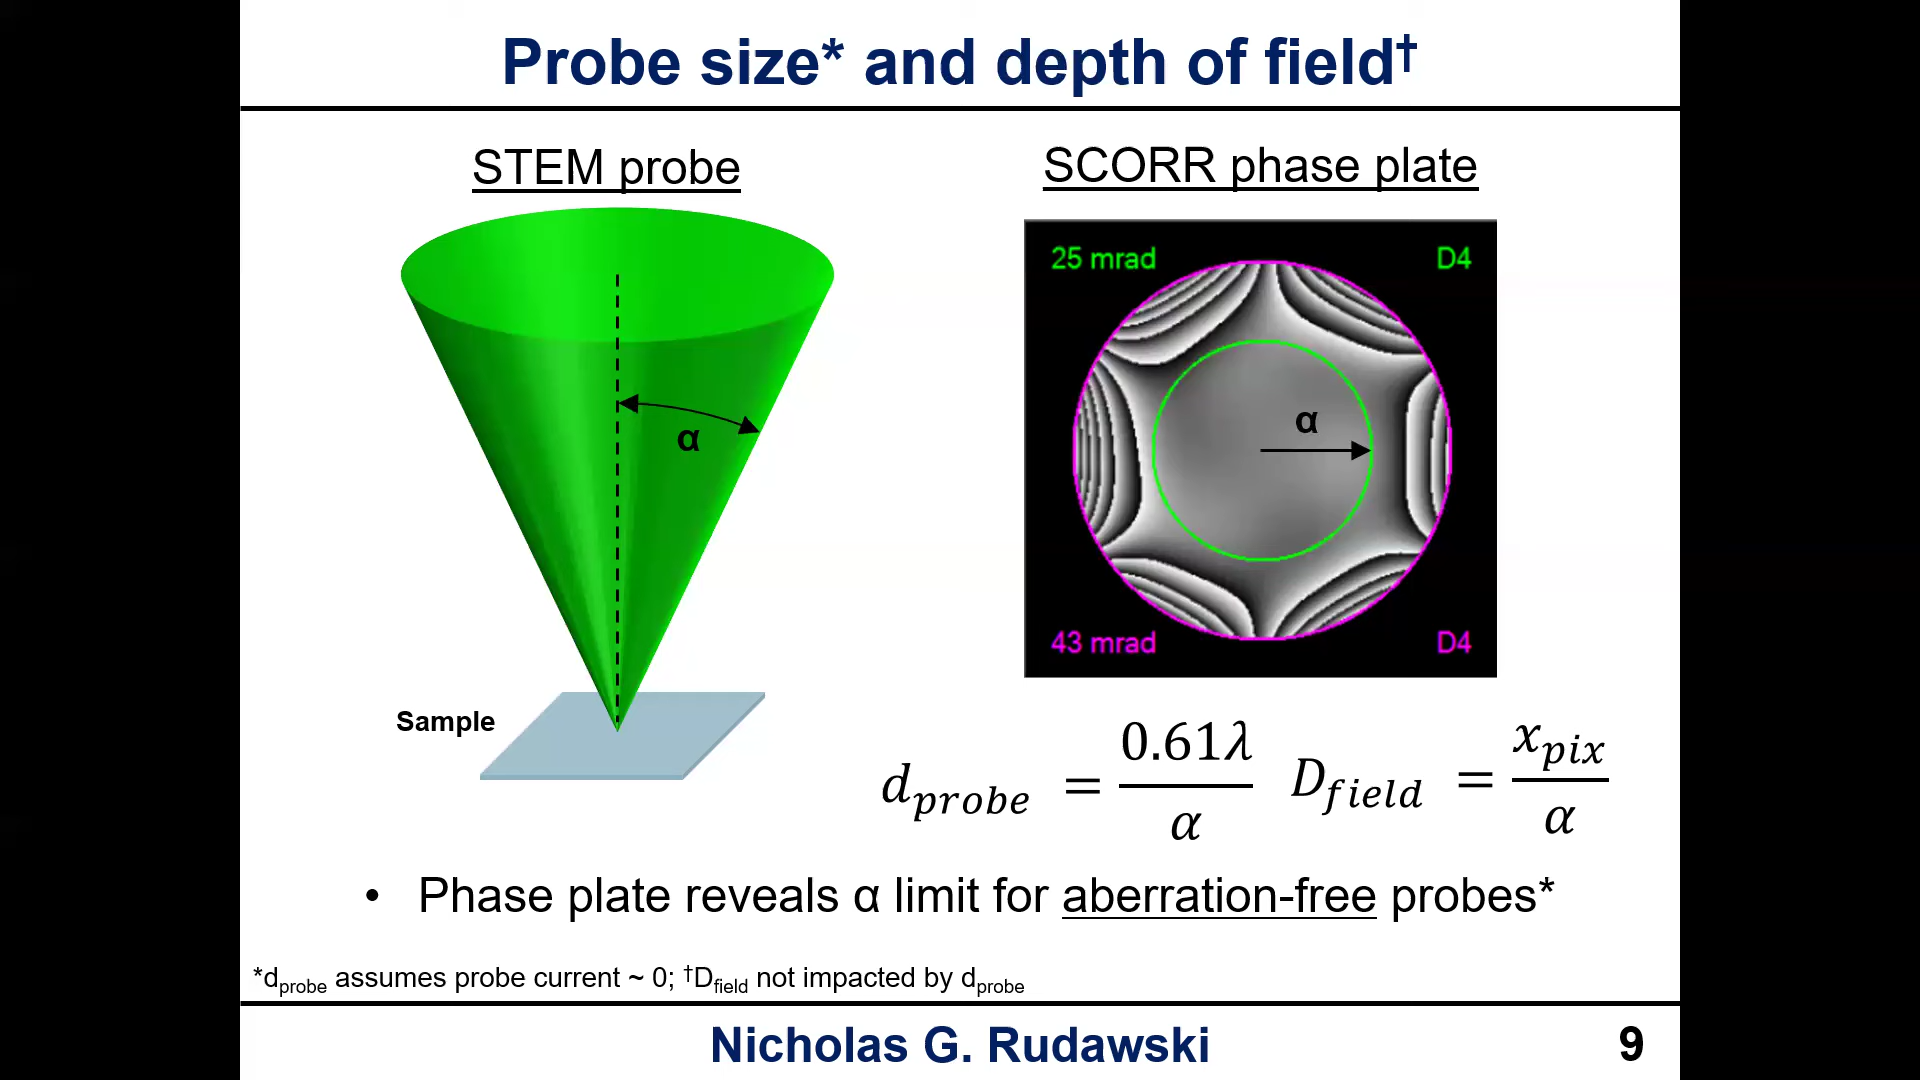 Probe size* and depth of field†
STEM probe
SCORR phase plate
25 mrad D4
α
α
43 mrad D4
Sample
d_probe = 0.61λ/α D_field = x_pix/α
• Phase plate reveals α limit for aberration-free probes*
*d_probe assumes probe current ~ 0; †D_field not impacted by d_probe
Nicholas G. Rudawski 9